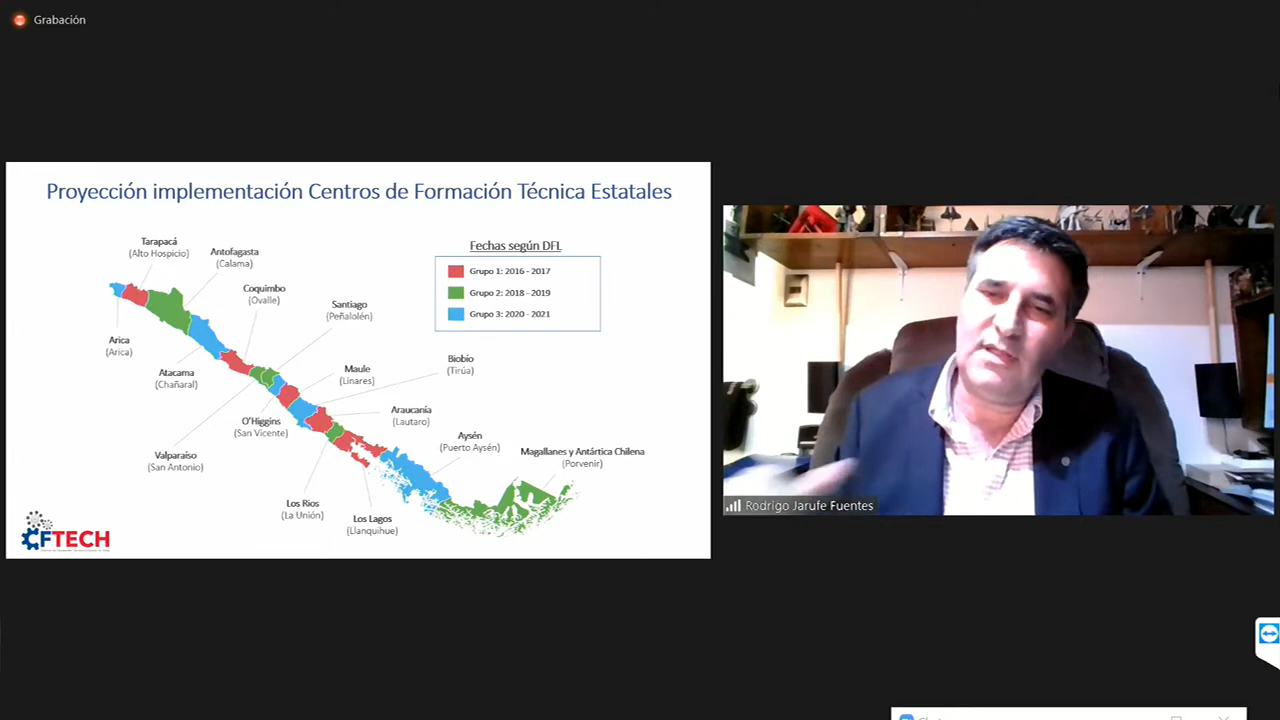 Grabación
Proyección implementación Centros de Formación Técnica Estatales
Tarapacá
(Alto Hospicio)
Antofagasta
(Calama)
Coquimbo
(Ovalle)
Santiago
(Peñalolén)
Fechas según DFL
Grupo 1: 2016 - 2017
Grupo 2: 2018 - 2019
Grupo 3: 2020 - 2021
Arica
(Arica)
Atacama
(Chañaral)
Maule
(Linares)
Biobío
(Tirúa)
O'Higgins
(San Vicente)
Araucanía
(Lautaro)
Valparaíso
(San Antonio)
Aysén
(Puerto Aysén)
Magallanes y Antártica Chilena
(Porvenir)
Los Rios
(La Unión)
Los Lagos
(Llanquihue)
CFTECH
Rodrigo Jarufe Fuentes